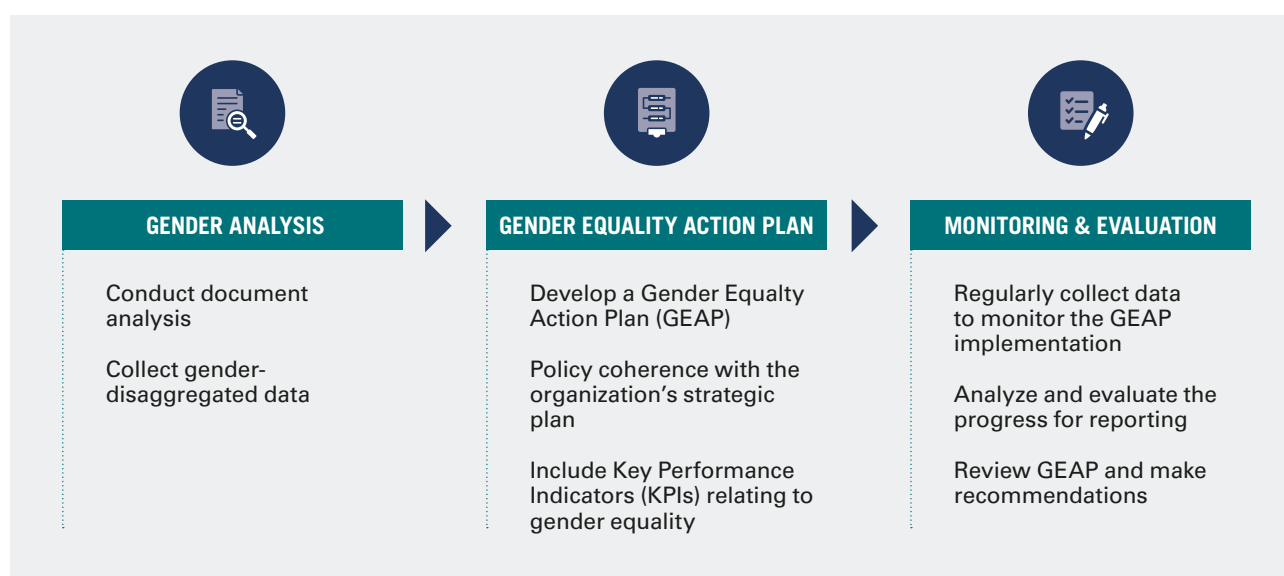 GENDER ANALYSIS
Conduct document
analysis
Collect gender-
disaggregated data
GENDER EQUALITY ACTION PLAN
Develop a Gender Equalty
Action Plan (GEAP)
Policy coherence with the
organization’s strategic
plan
Include Key Performance
Indicators (KPIs) relating to
gender equality
MONITORING & EVALUATION
Regularly collect data
to monitor the GEAP
implementation
Analyze and evaluate the
progress for reporting
Review GEAP and make
recommendations